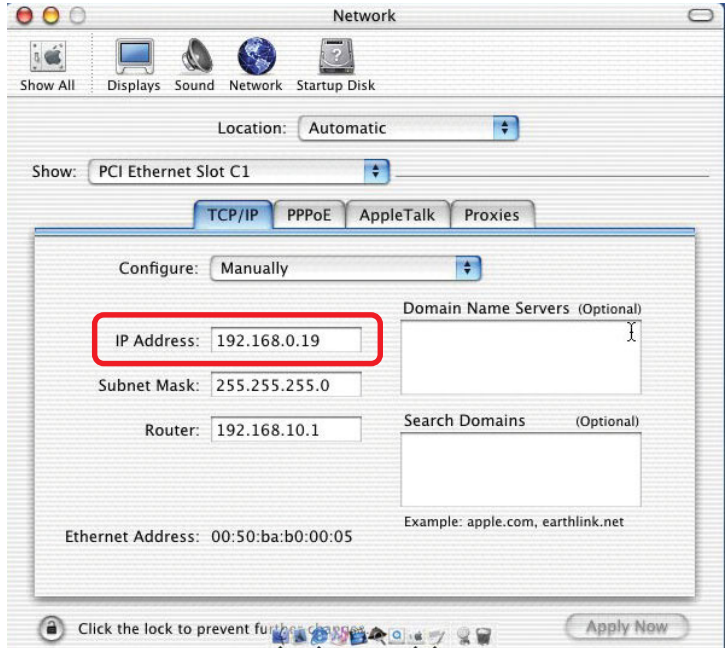 Network
Show All Displays Sound Network Startup Disk
Location: Automatic
Show: PCI Ethernet Slot C1
TCP/IP PPPoE AppleTalk Proxies
Configure: Manually
Domain Name Servers (Optional)
IP Address: 192.168.0.19
Subnet Mask: 255.255.255.0
Search Domains (Optional)
Router: 192.168.10.1
Example: apple.com, earthlink.net
Ethernet Address: 00:50:ba:b0:00:05
Click the lock to prevent further changes.
Apply Now